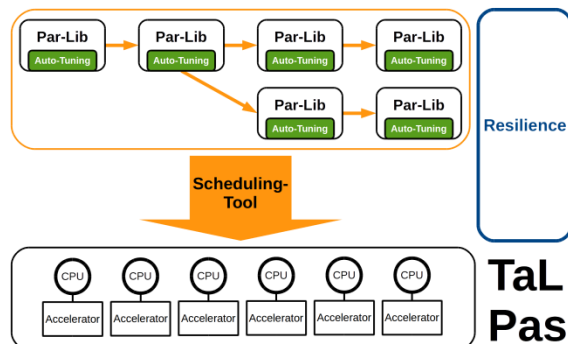 Par-Lib
Auto-Tuning
Par-Lib
Auto-Tuning
Par-Lib
Auto-Tuning
Par-Lib
Auto-Tuning
Par-Lib
Auto-Tuning
Par-Lib
Auto-Tuning
Resilience
Scheduling-
Tool
CPU
CPU
CPU
CPU
CPU
CPU
Accelerator
Accelerator
Accelerator
Accelerator
Accelerator
Accelerator
TaL
Pas